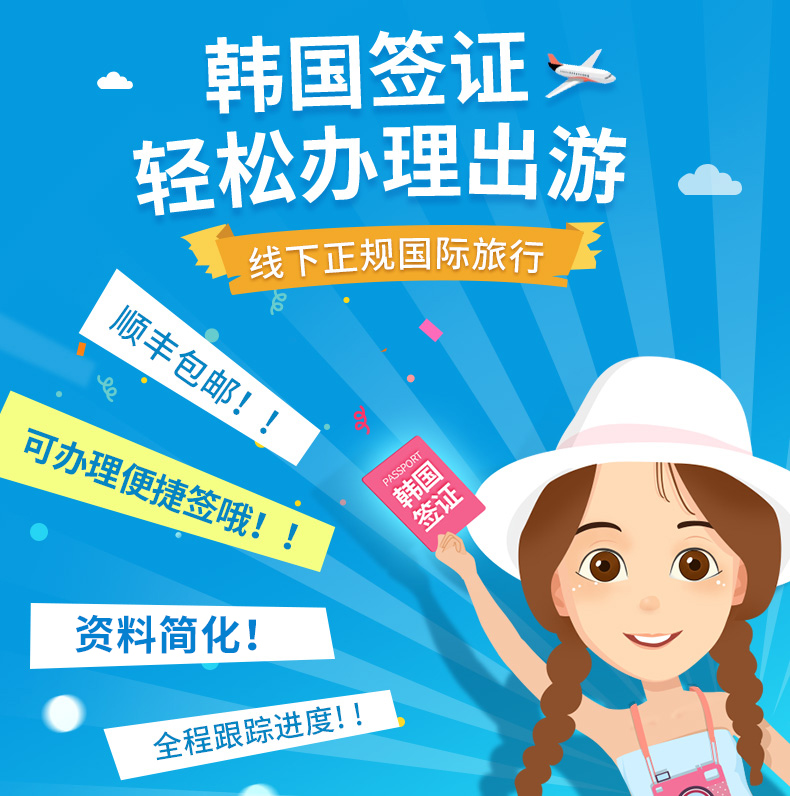 韩国签证
轻松办理出游
线下正规国际旅行
顺丰包邮！！
可办理便捷签哦！！
PASSPORT
韩国
签证
资料简化！
全程跟踪进度！！